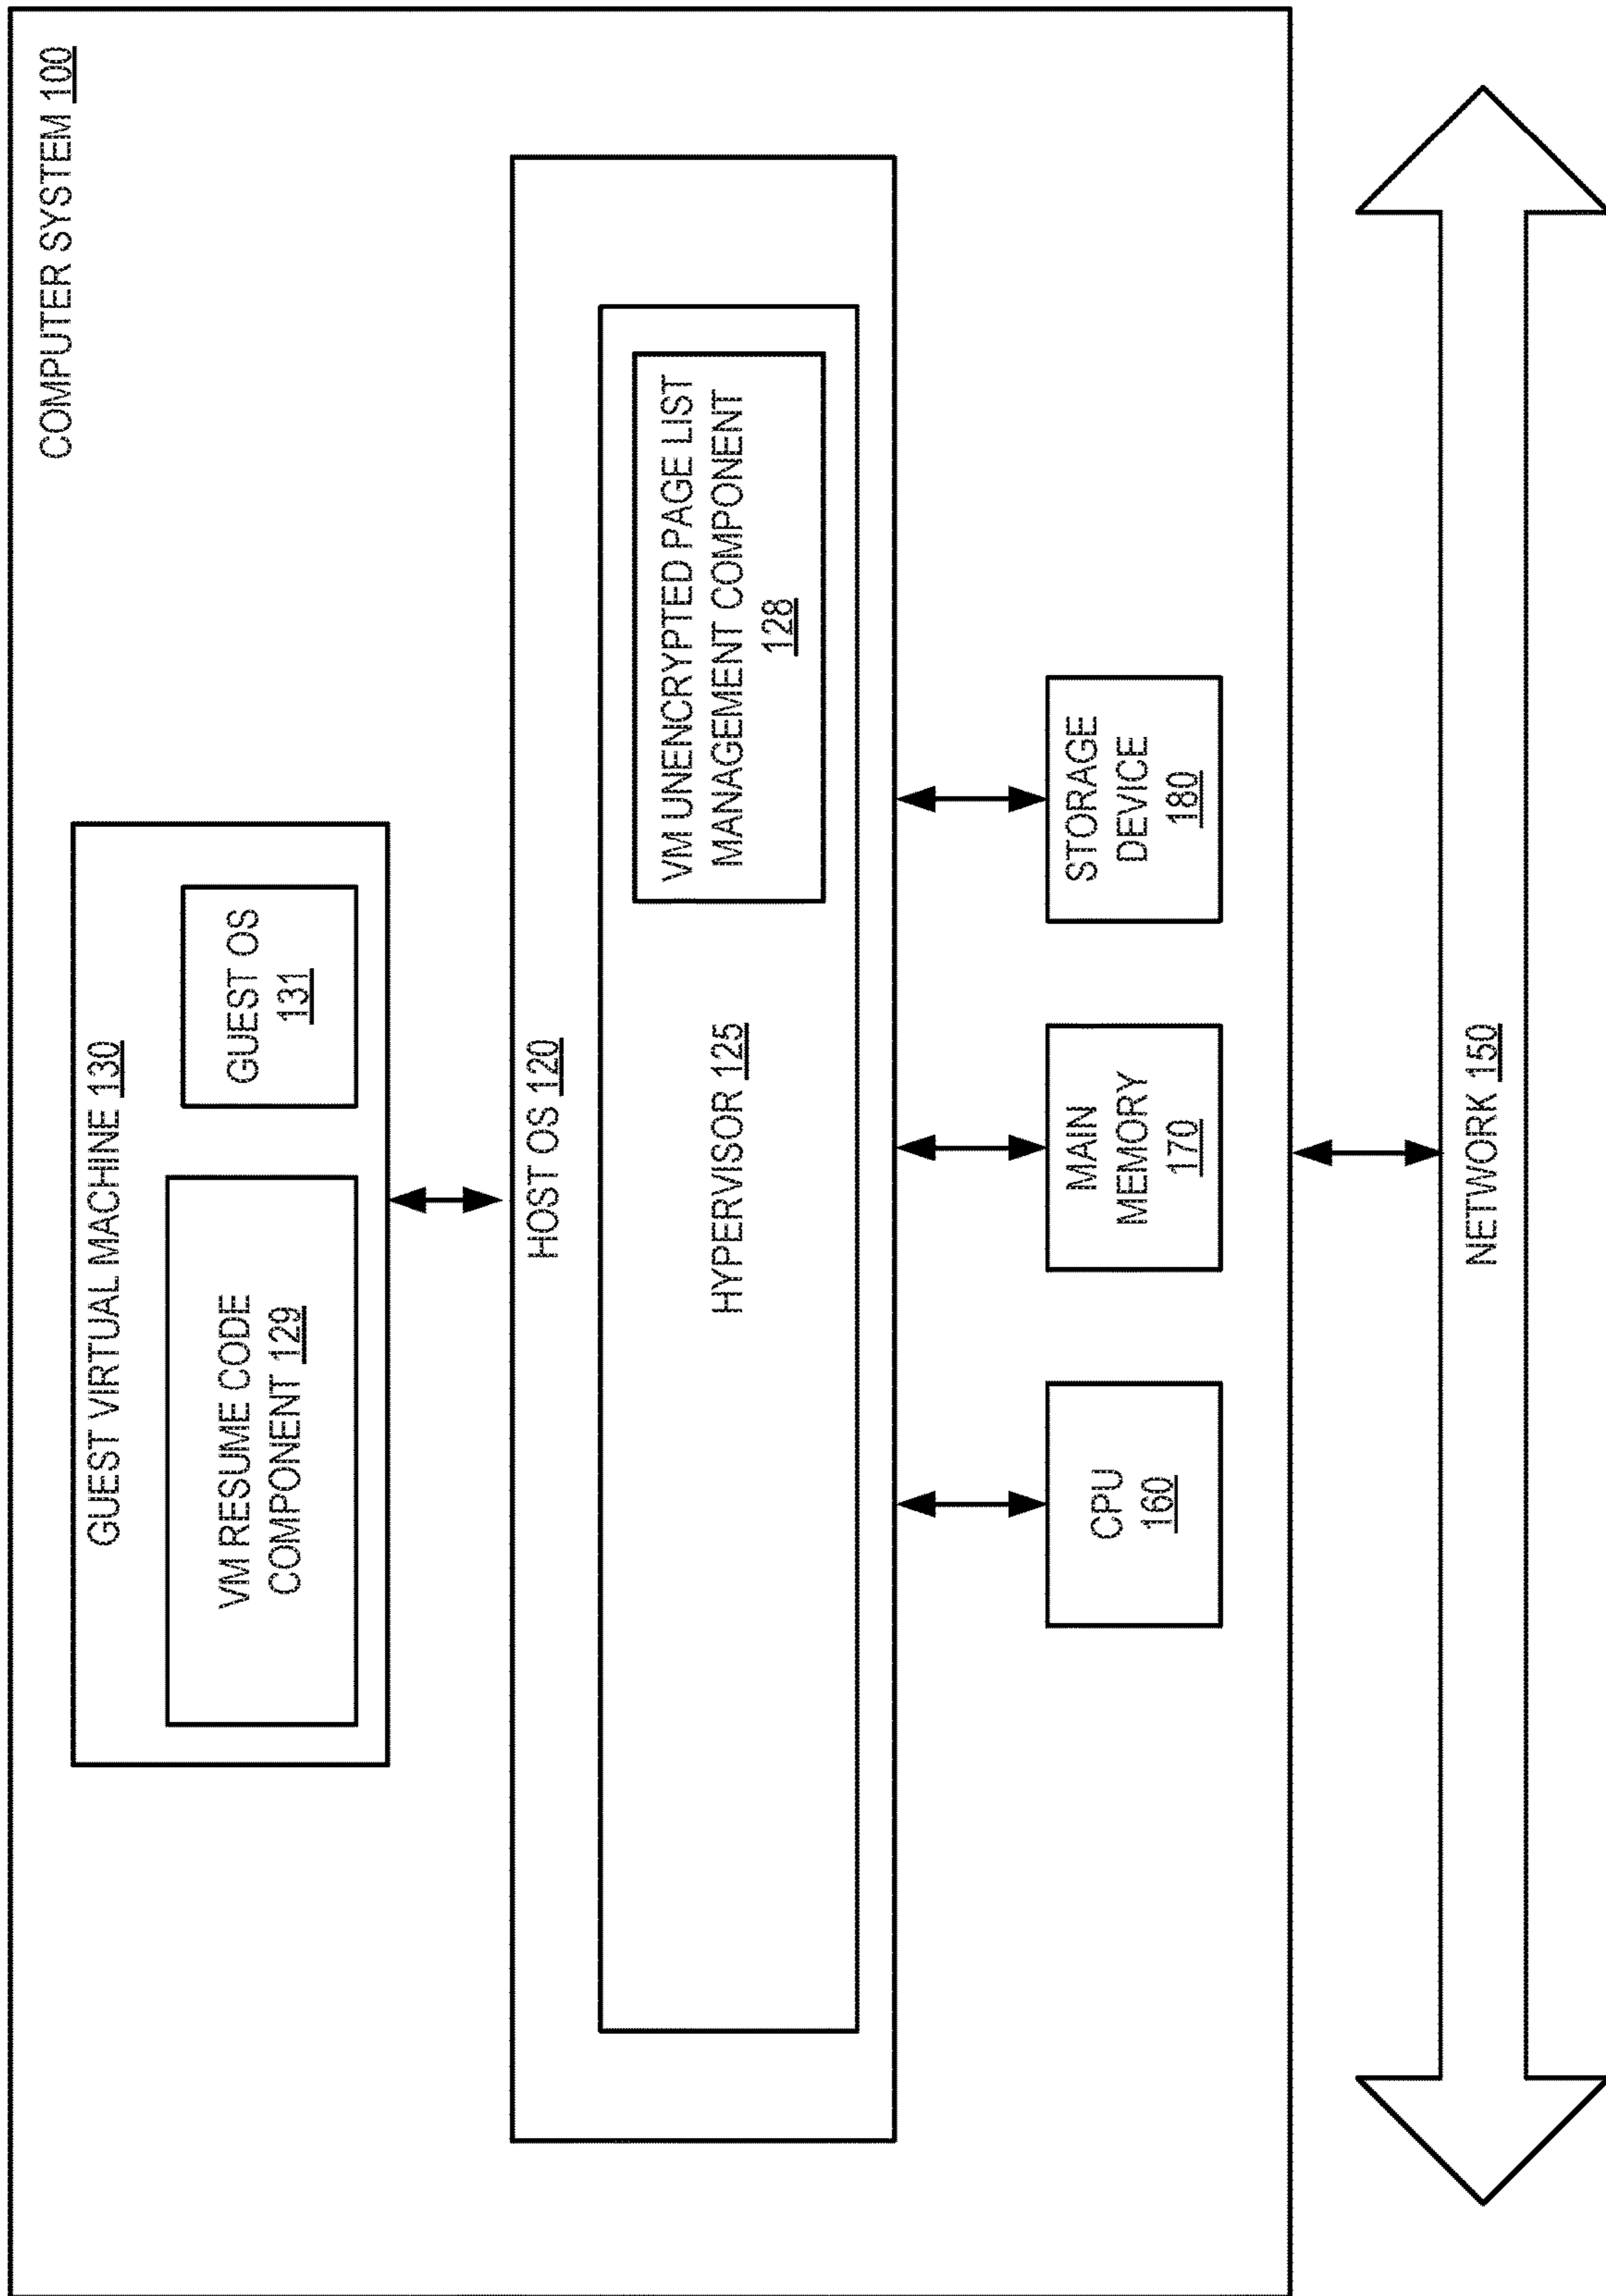 COMPUTER SYSTEM 100
GUEST VIRTUAL MACHINE 130
VM RESUME CODE
COMPONENT 129
GUEST OS
131
HOST OS 120
HYPERVISOR 125
VM UNENCRYPTED PAGE LIST
MANAGEMENT COMPONENT
128
CPU
160
MAIN
MEMORY
170
STORAGE
DEVICE
180
NETWORK 150